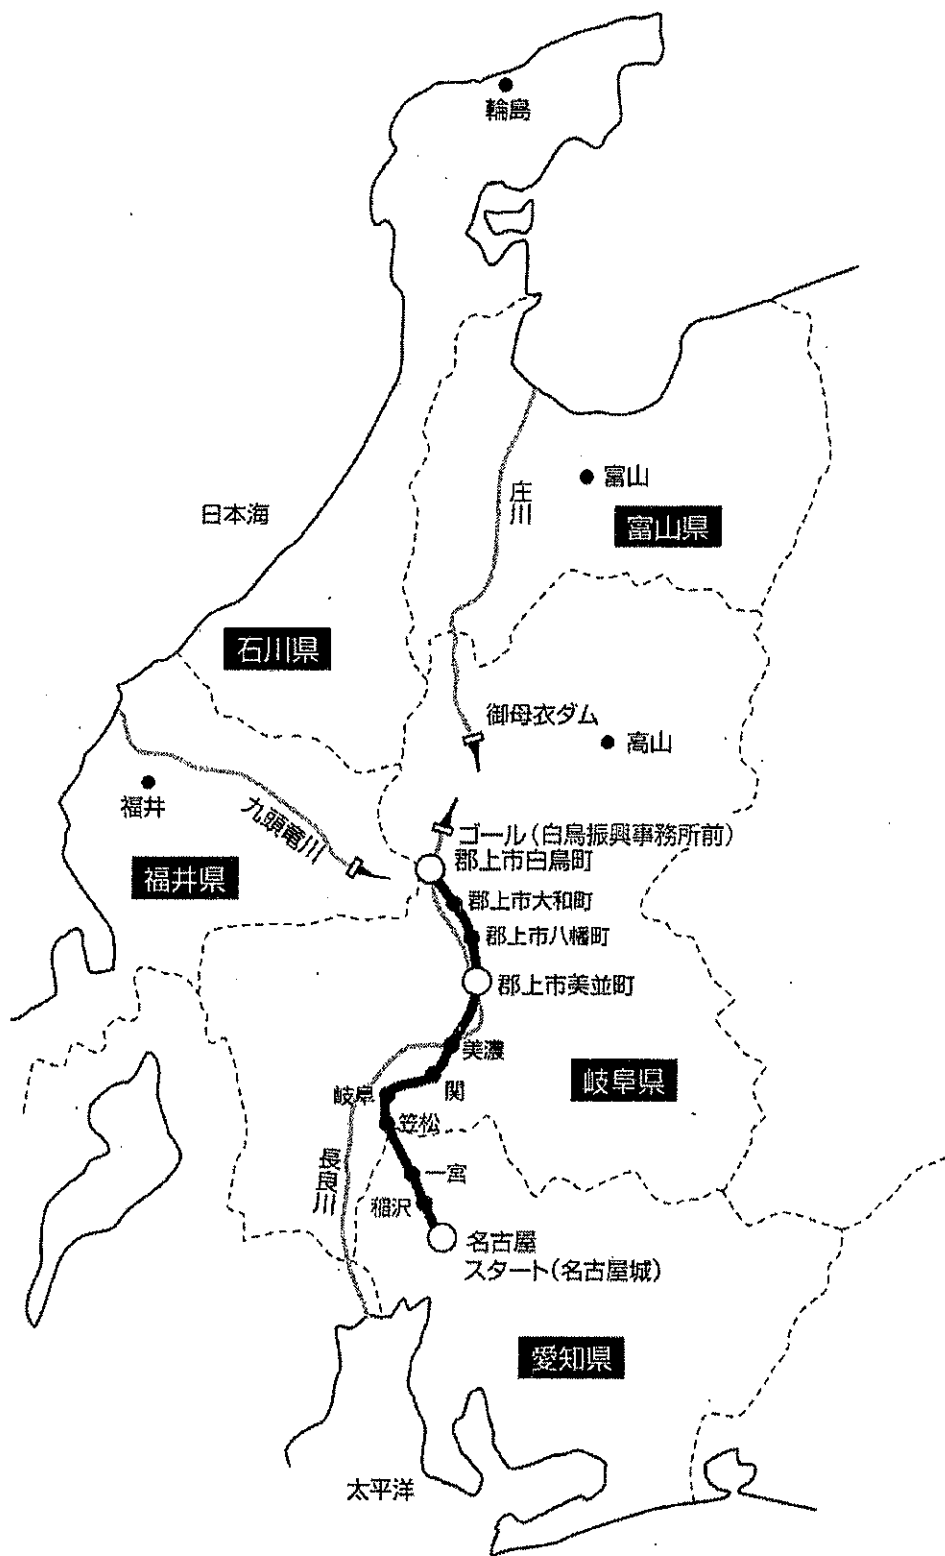 輪島
富山
庄川
富山県
日本海
石川県
御母衣ダム
高山
福井
九頭竜川
福井県
ゴール(白鳥振興事務所前)
郡上市白鳥町
郡上市大和町
郡上市八幡町
郡上市美並町
美濃
関
岐阜県
岐阜
笠松
長良川
一宮
稲沢
名古屋
スタート(名古屋城)
愛知県
太平洋